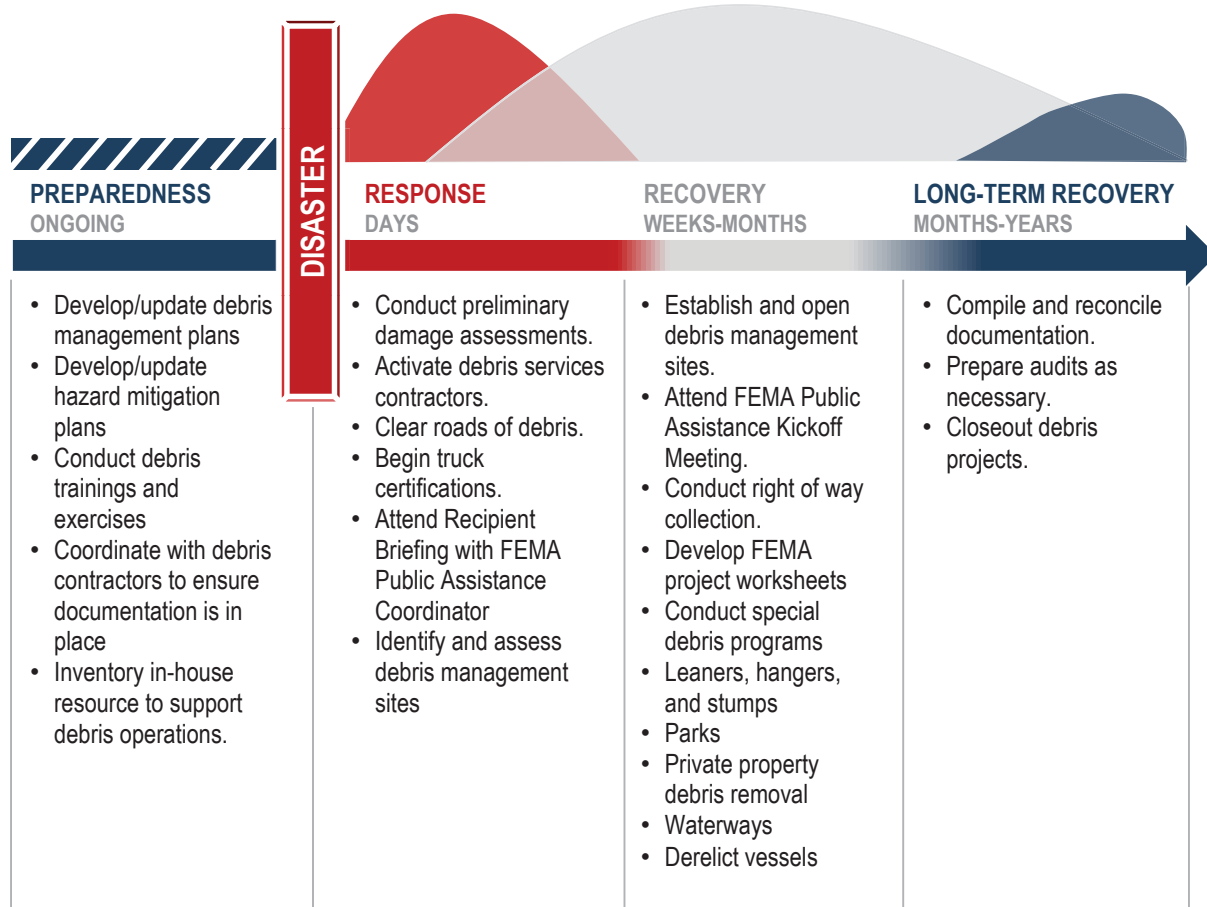 PREPAREDNESS
ONGOING
• Develop/update debris
management plans
• Develop/update
hazard mitigation
plans
• Conduct debris
trainings and
exercises
• Coordinate with debris
contractors to ensure
documentation is in
place
• Inventory in-house
resource to support
debris operations.
DISASTER
RESPONSE
DAYS
• Conduct preliminary
damage assessments.
• Activate debris services
contractors.
• Clear roads of debris.
• Begin truck
certifications.
• Attend Recipient
Briefing with FEMA
Public Assistance
Coordinator
• Identify and assess
debris management
sites
RECOVERY
WEEKS-MONTHS
• Establish and open
debris management
sites.
• Attend FEMA Public
Assistance Kickoff
Meeting.
• Conduct right of way
collection.
• Develop FEMA
project worksheets
• Conduct special
debris programs
• Leaners, hangers,
and stumps
• Parks
• Private property
debris removal
• Waterways
• Derelict vessels
LONG-TERM RECOVERY
MONTHS-YEARS
• Compile and reconcile
documentation.
• Prepare audits as
necessary.
• Closeout debris
projects.